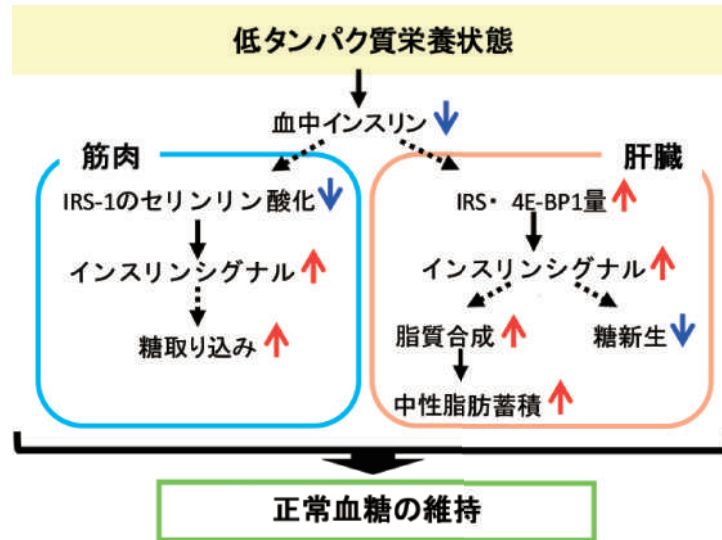 低タンパク質栄養状態
血中インスリン
筋肉
IRS-1のセリンリン酸化
インスリンシグナル
糖取り込み
肝臓
IRS・ 4E-BP1量
インスリンシグナル
脂質合成
糖新生
中性脂肪蓄積
正常血糖の維持